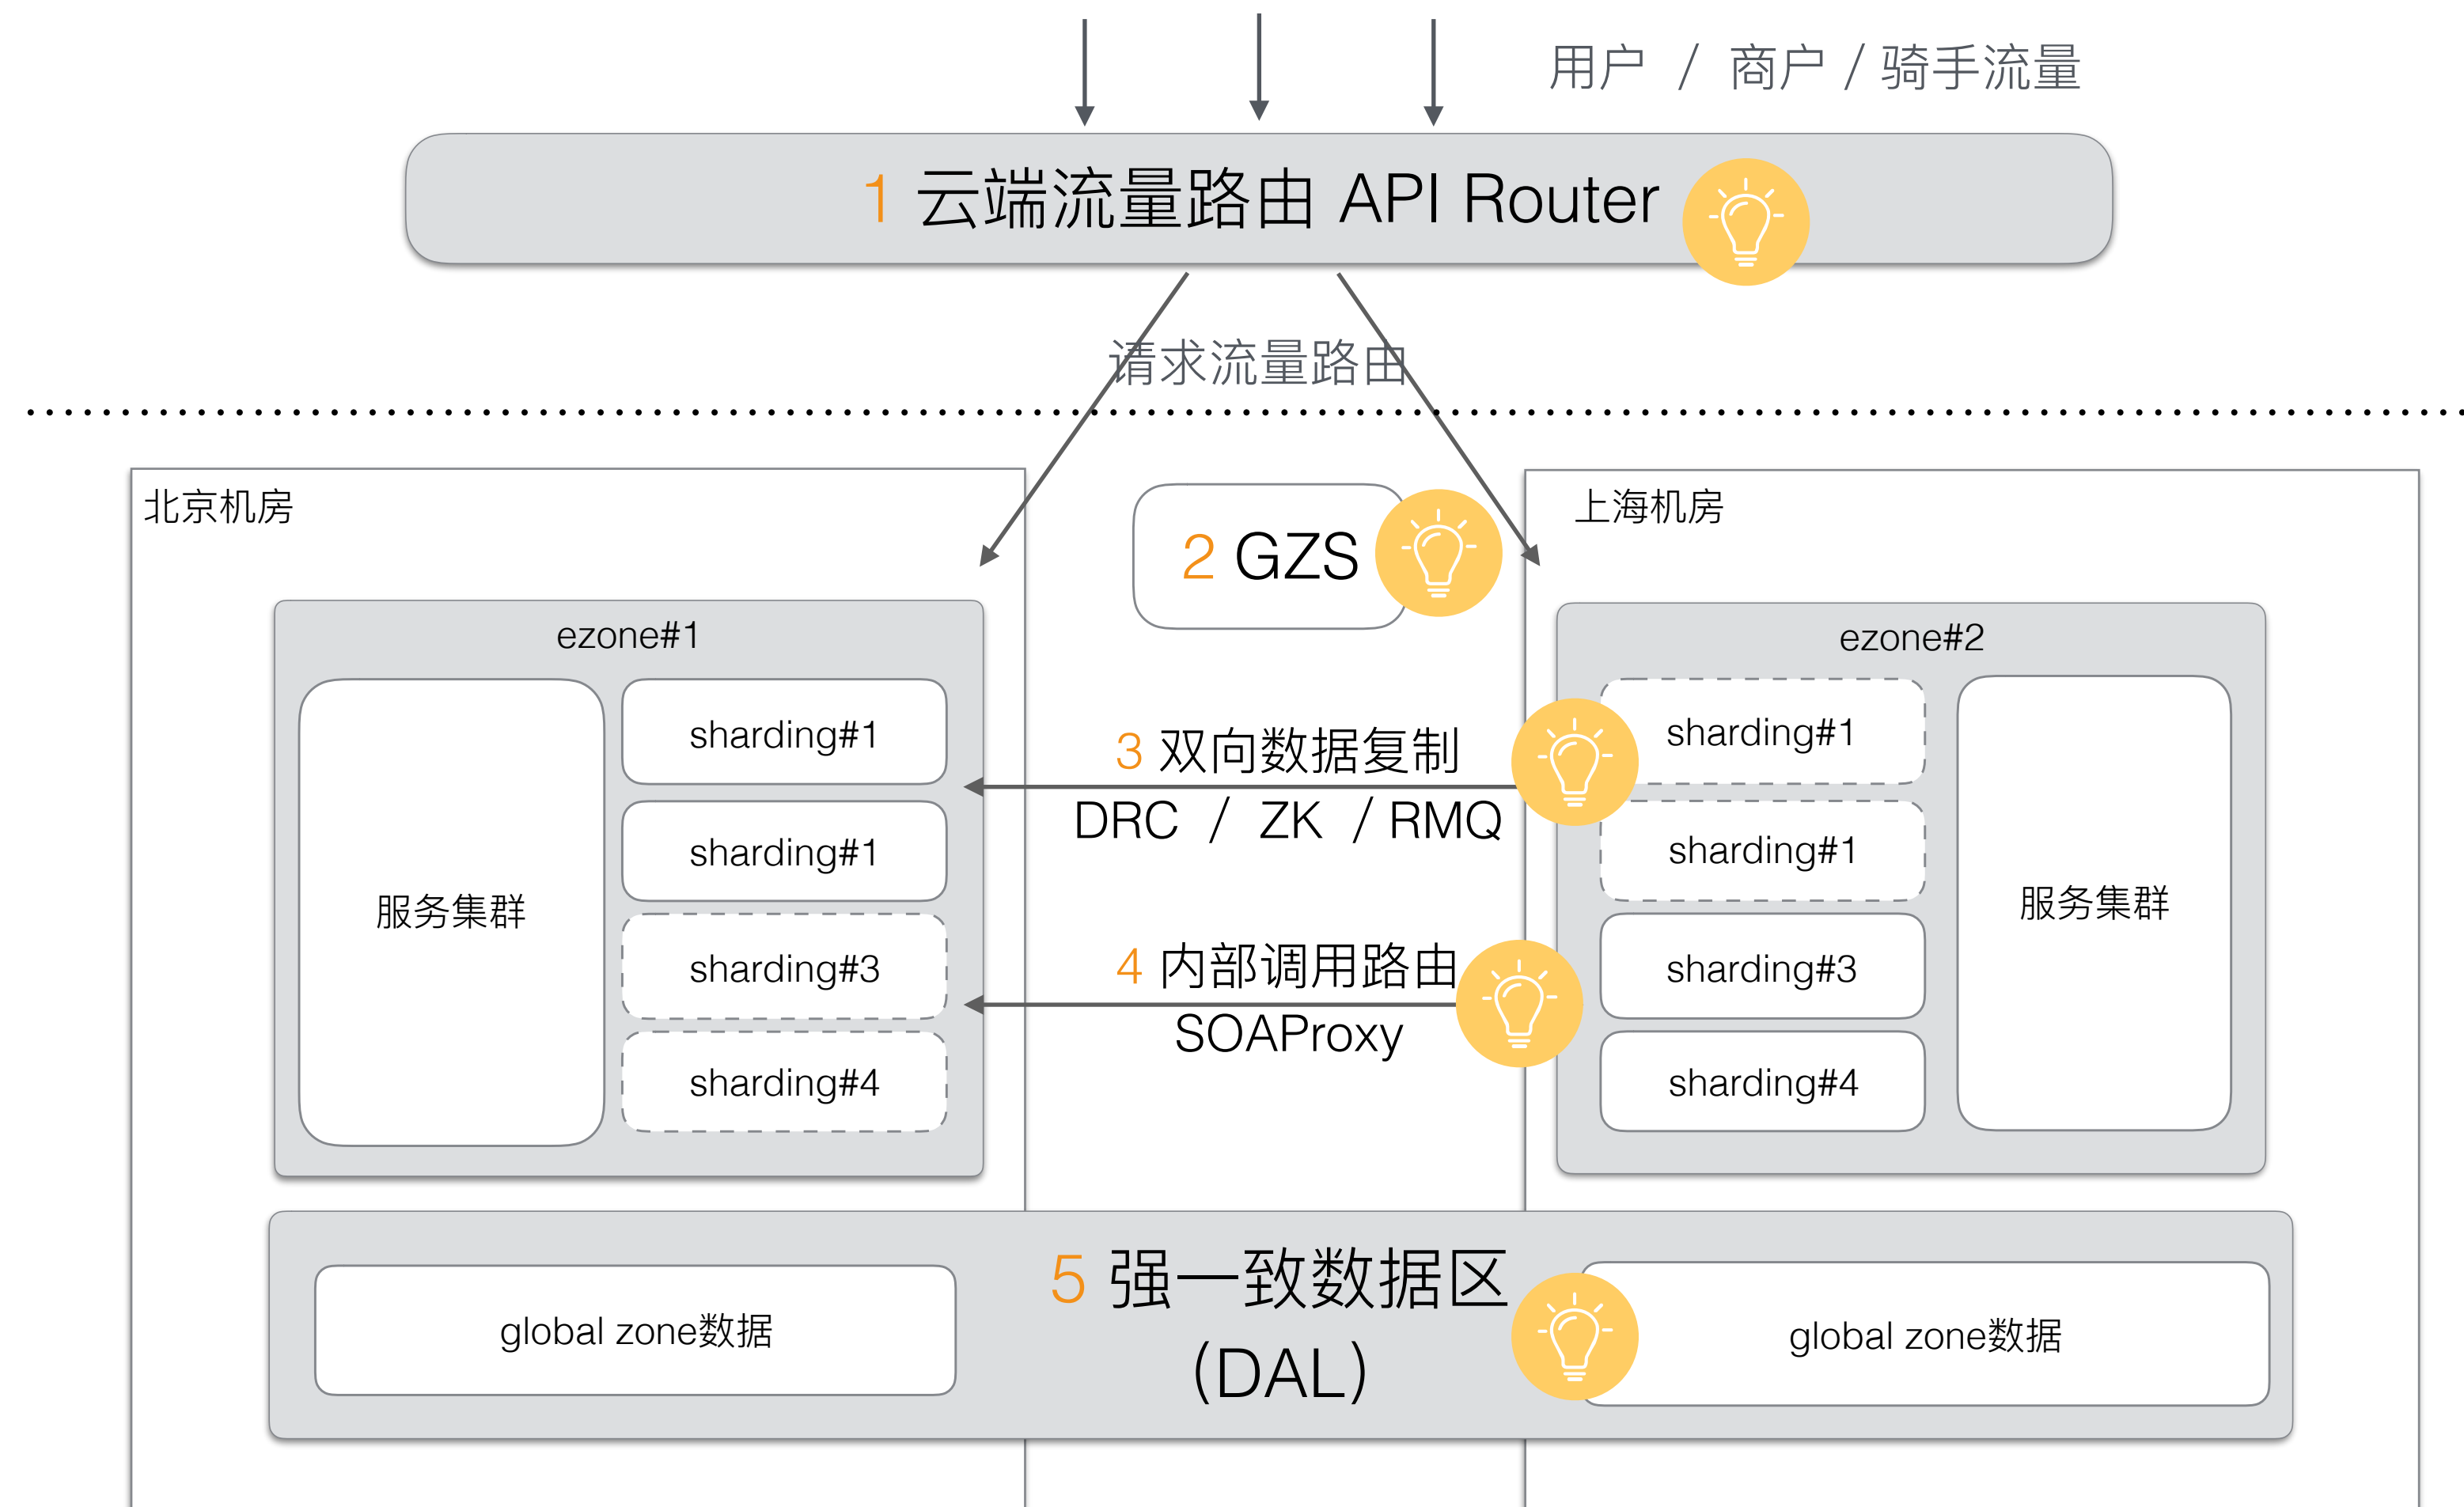 用户 / 商户 / 骑手流量
1 云端流量路由 API Router
请求流量路由
北京机房
上海机房
2 GZS
ezone#1
ezone#2
服务集群
sharding#1
sharding#1
sharding#3
sharding#4
3 双向数据复制
DRC / ZK / RMQ
4 内部调用路由
SOAProxy
sharding#1
sharding#1
sharding#3
sharding#4
服务集群
5 强一致数据区
(DAL)
global zone数据
global zone数据